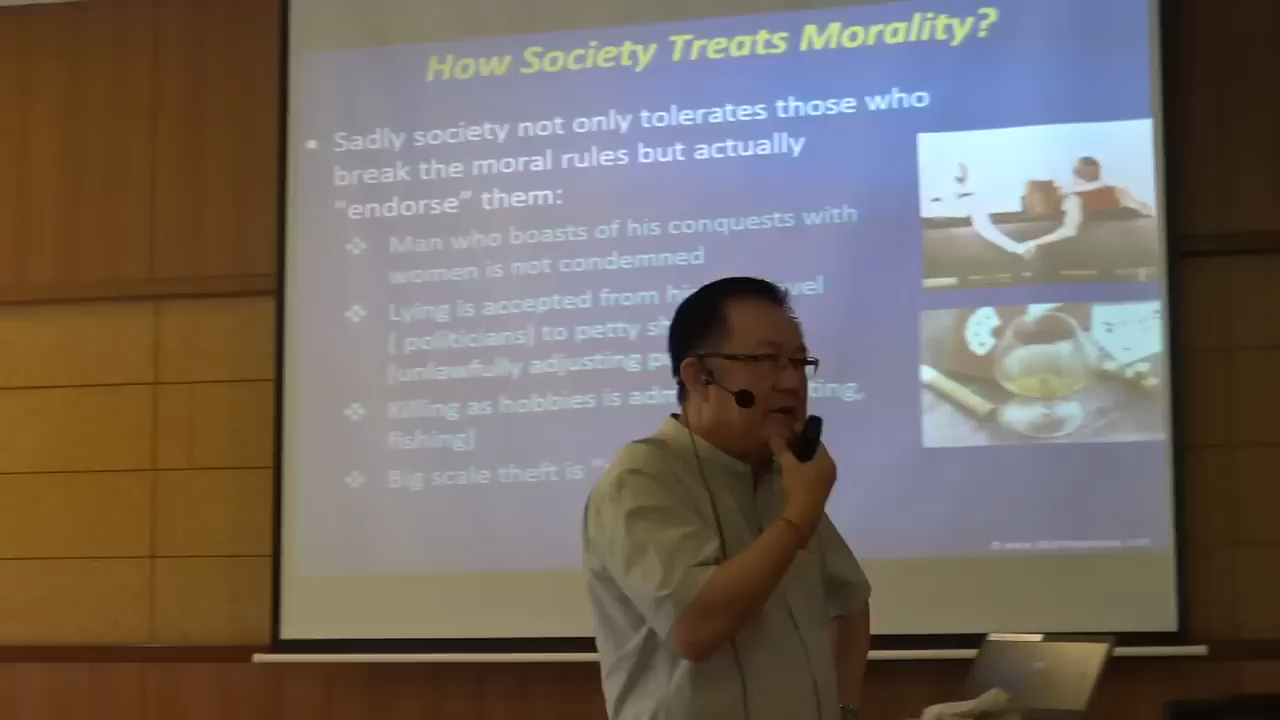 How Society Treats Morality?
Sadly society not only tolerates those who
break the moral rules but actually
"endorse" them:
Man who boasts of his conquests with
women is not condemned
Lying is accepted from
( politicians) to petty
(unlawfully adjusting
Killing as hobbies is
fishing)
Big scale theft is "